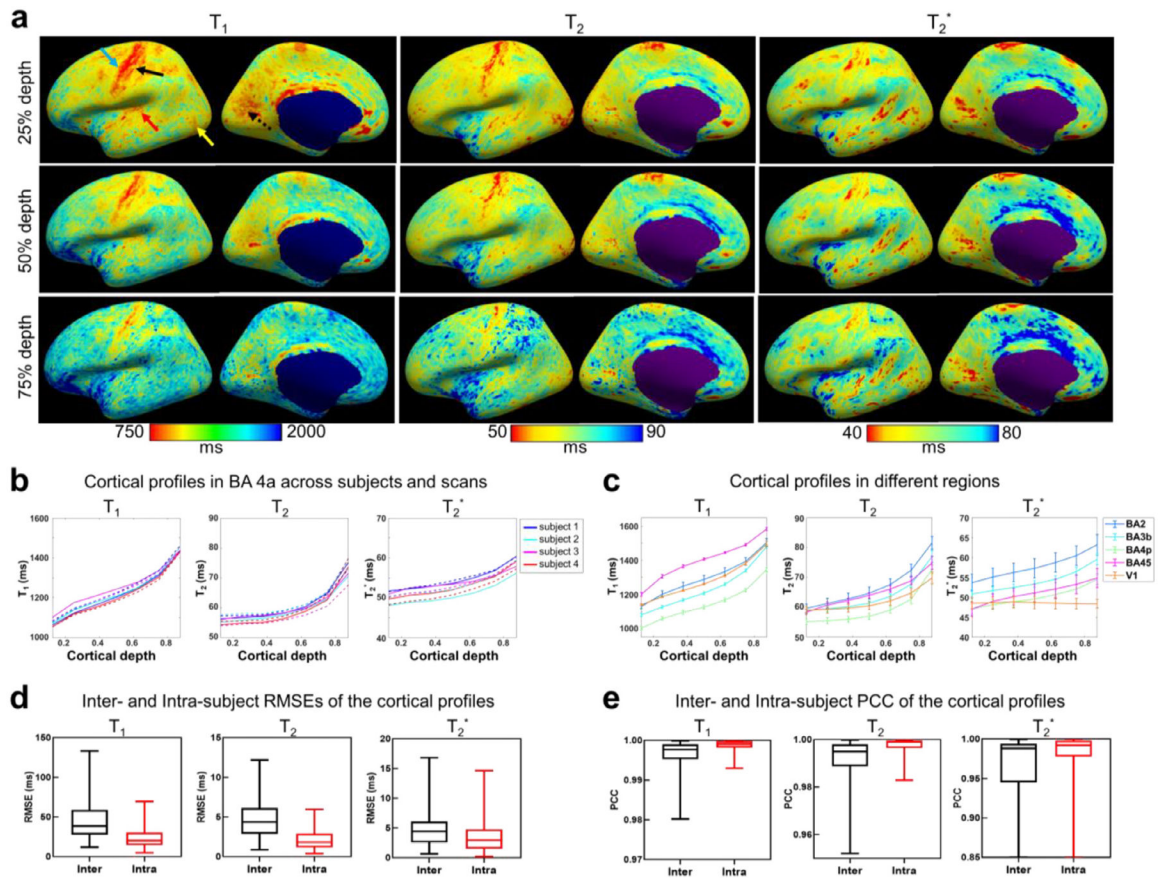 a
T1 T2 T2*
25% depth
50% depth
75% depth
750 2000 50 90 40 80
ms ms ms
b Cortical profiles in BA 4a across subjects and scans
T1 T2 T2*
1600 90 70
1400 80 60
70
1200 60 50
1000 50 40
T1 (ms) T2 (ms) T2* (ms)
0.2 0.4 0.6 0.8 0.2 0.4 0.6 0.8 0.2 0.4 0.6 0.8
Cortical depth Cortical depth Cortical depth
subject 1
subject 2
subject 3
subject 4
c Cortical profiles in different regions
T1 T2 T2*
1600 90 70
65
80 60
1400 70 55
1200 50
60 45
1000 50 40
T1 (ms) T2 (ms) T2* (ms)
0.2 0.4 0.6 0.8 0.2 0.4 0.6 0.8 0.2 0.4 0.6 0.8
Cortical depth Cortical depth Cortical depth
BA2
BA3b
BA4p
BA45
V1
d Inter- and Intra-subject RMSEs of the cortical profiles
T1 T2 T2*
150 15 20
15
100 10
10
50 5
5
0 0 0
RMSE (ms) RMSE (ms) RMSE (ms)
Inter Intra Inter Intra Inter Intra
e Inter- and Intra-subject PCC of the cortical profiles
T1 T2 T2*
1.00 1.00 1.00
0.99 0.98 0.95
0.98 0.96 0.90
0.97 0.85
PCC PCC PCC
Inter Intra Inter Intra Inter Intra